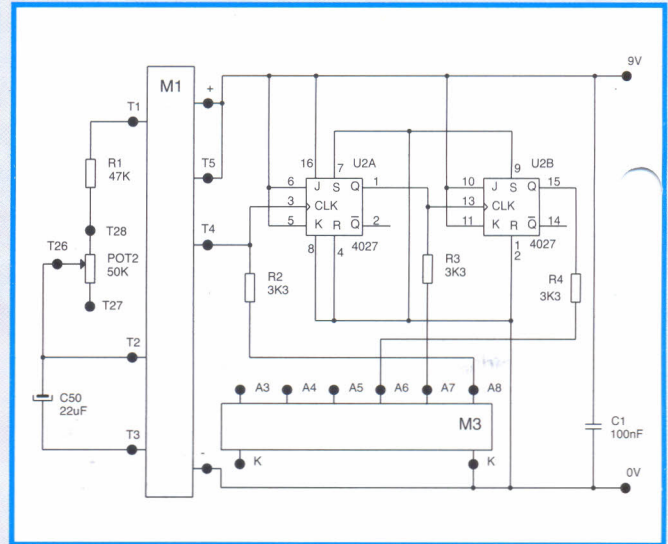 M1
+
9V
T1
R1
47K
T5
16
7
U2A
9
U2B
6
J
S
Q
1
10
J
S
Q
15
3
CLK
13
CLK
T28
T4
5
K
R
Q
2
11
K
R
Q
14
T26
POT2
50K
8
4
4027
1
2
4027
T27
R2
3K3
R3
3K3
R4
3K3
T2
A3
A4
A5
A6
A7
A8
C50
22uF
M3
C1
100nF
T3
-
K
K
0V